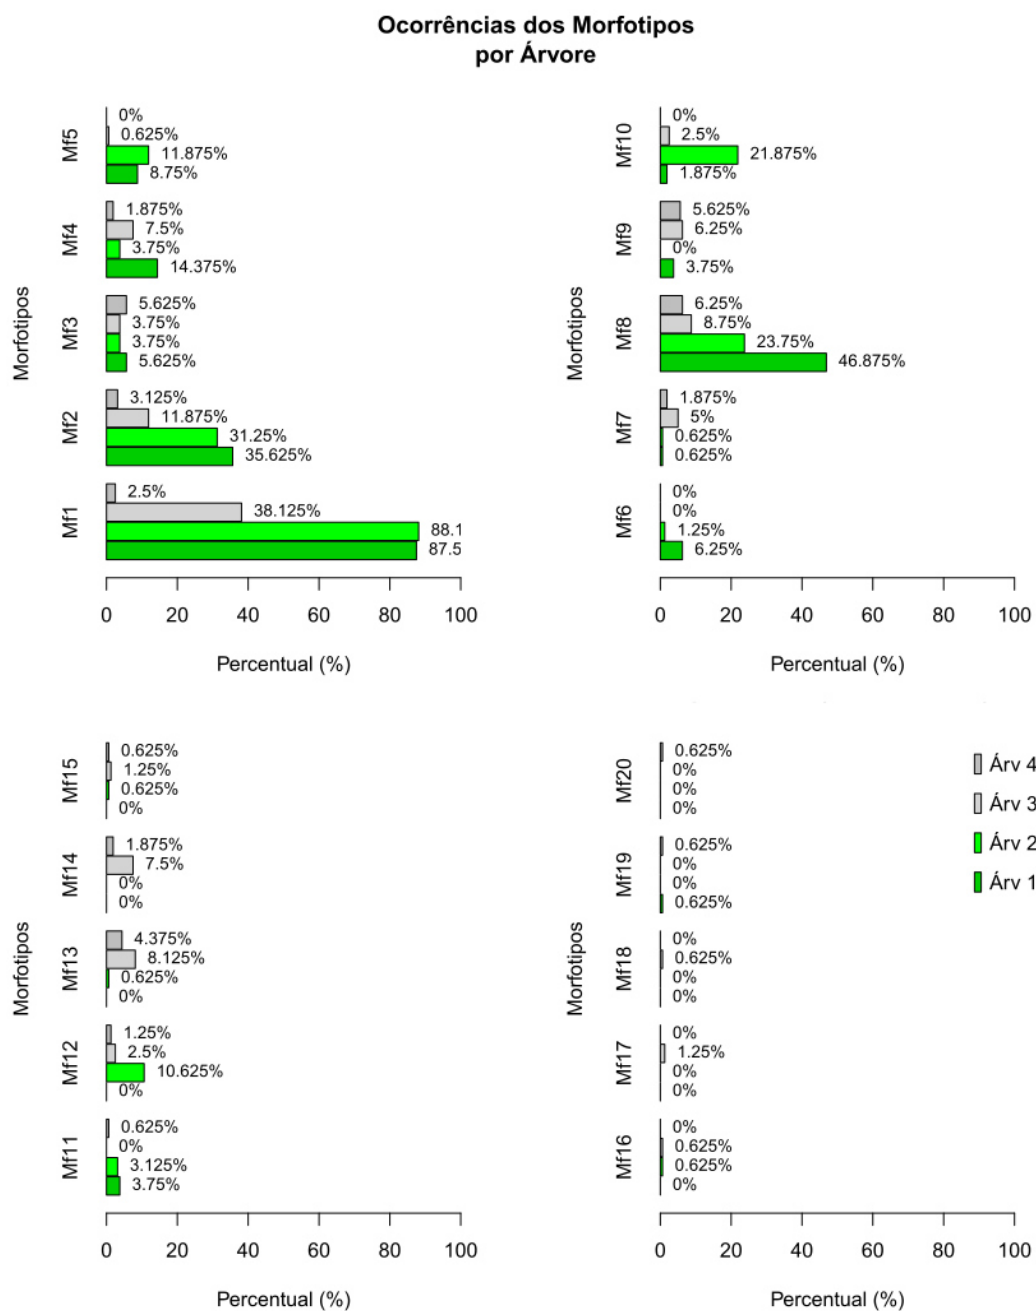 Ocorrências dos Morfotipos
por Árvore
Morfotipos
Mf5
0%
0.625%
11.875%
8.75%
Mf4
1.875%
7.5%
3.75%
14.375%
Mf3
5.625%
3.75%
3.75%
5.625%
Mf2
3.125%
11.875%
31.25%
35.625%
Mf1
2.5%
38.125%
88.1
87.5
0 20 40 60 80 100
Percentual (%)
Morfotipos
Mf10
0%
2.5%
21.875%
1.875%
Mf9
5.625%
6.25%
0%
3.75%
Mf8
6.25%
8.75%
23.75%
46.875%
Mf7
1.875%
5%
0.625%
0.625%
Mf6
0%
0%
1.25%
6.25%
0 20 40 60 80 100
Percentual (%)
Morfotipos
Mf15
0.625%
1.25%
0.625%
0%
Mf14
1.875%
7.5%
0%
0%
Mf13
4.375%
8.125%
0.625%
0%
Mf12
1.25%
2.5%
10.625%
0%
Mf11
0.625%
0%
3.125%
3.75%
0 20 40 60 80 100
Percentual (%)
Morfotipos
Mf20
0.625%
0%
0%
0%
Mf19
0.625%
0%
0%
0.625%
Mf18
0%
0.625%
0%
0%
Mf17
0%
1.25%
0%
0%
Mf16
0%
0.625%
0.625%
0%
0 20 40 60 80 100
Percentual (%)
Árv 4
Árv 3
Árv 2
Árv 1